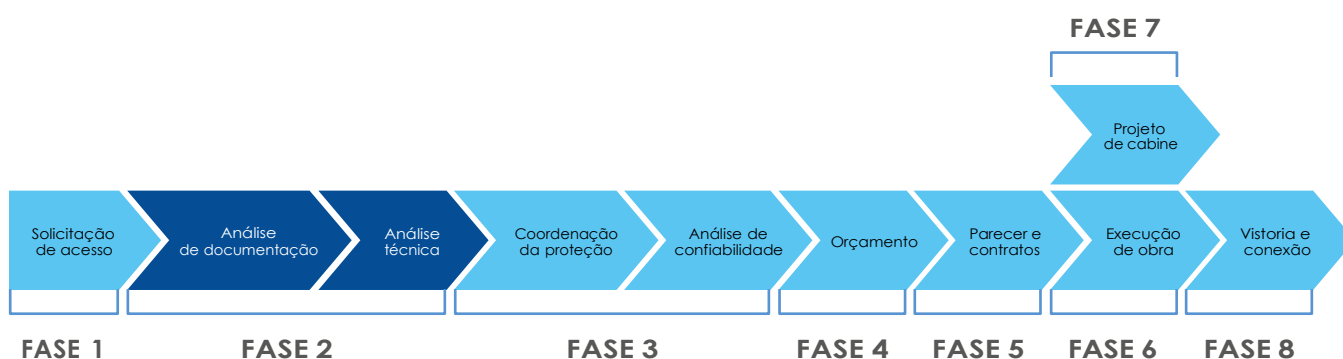 FASE 7
Projeto
de cabine
Solicitação
de acesso
Análise
de documentação
Análise
técnica
Coordenação
da proteção
Análise de
confiabilidade
Orçamento
Parecer e
contratos
Execução
de obra
Vistoria e
conexão
FASE 1
FASE 2
FASE 3
FASE 4
FASE 5
FASE 6
FASE 8